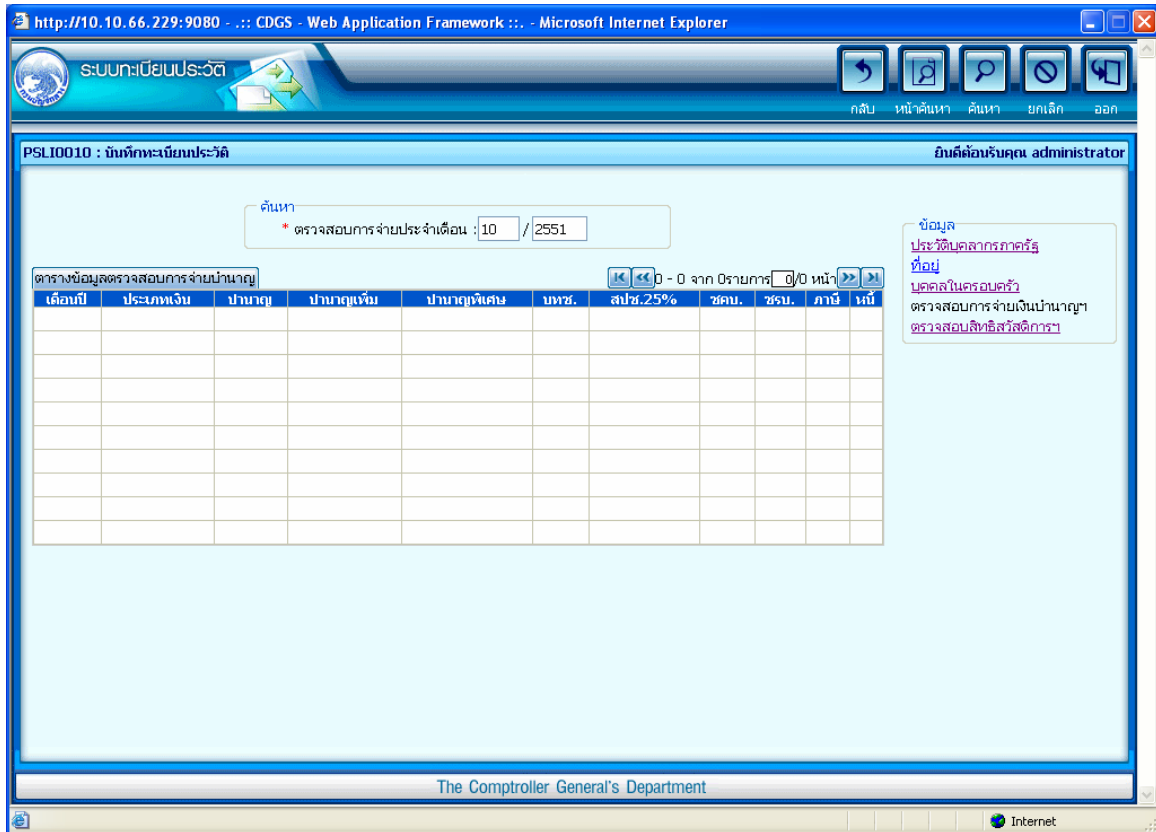 http://10.10.66.229:9080 - .:: CDGS - Web Application Framework ::. - Microsoft Internet Explorer
ระบบทะเบียนประวัติ
กลับ หน้าค้นหา ค้นหา ยกเลิก ออก
PSLI0010 : บันทึกทะเบียนประวัติ ยินดีต้อนรับคุณ administrator
ค้นหา
* ตรวจสอบการจ่ายประจำเดือน : 10 / 2551
ตารางข้อมูลตรวจสอบการจ่ายบำนาญ 0 - 0 จาก 0รายการ 0/0 หน้า
เดือนปี ประเภทเงิน บำนาญ บำนาญเพิ่ม บำนาญพิเศษ บทช. สปช.25% ชคบ. ชรบ. ภาษี หนี้
ข้อมูล
ประวัติบุคลากรภาครัฐ
ที่อยู่
บุคคลในครอบครัว
ตรวจสอบการจ่ายเงินบำนาญฯ
ตรวจสอบสิทธิสวัสดิการฯ
The Comptroller General's Department
Internet